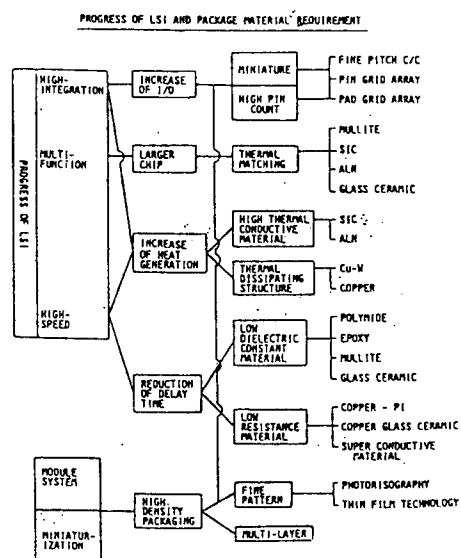 PROGRESS OF LSI AND PACKAGE MATERIAL REQUIREMENT
PROGRESS OF LSI
HIGH-
INTEGRATION
MULTI-
FUNCTION
HIGH-
SPEED
INCREASE
OF I/O
LARGER
CHIP
INCREASE
OF HEAT
GENERATION
REDUCTION
OF DELAY
TIME
MINIATURE
HIGH PIN
COUNT
FINE PITCH C/C
PIN GRID ARRAY
PAD GRID ARRAY
THERMAL
MATCHING
MULLITE
SIC
ALN
GLASS CERAMIC
HIGH THERMAL
CONDUCTIVE
MATERIAL
SIC
ALN
THERMAL
DISSIPATING
STRUCTURE
Cu-W
COPPER
LOW
DIELECTRIC
CONSTANT
MATERIAL
POLYMIDE
EPOXY
MULLITE
GLASS CERAMIC
LOW
RESISTANCE
MATERIAL
COPPER - PI
COPPER GLASS CERAMIC
SUPER CONDUCTIVE
MATERIAL
MODULE
SYSTEM
MINIATUR-
IZATION
HIGH
DENSITY
PACKAGING
FINE
PATTERN
PHOTORISOGRAPHY
THIN FILM TECHNOLOGY
MULTI-LAYER